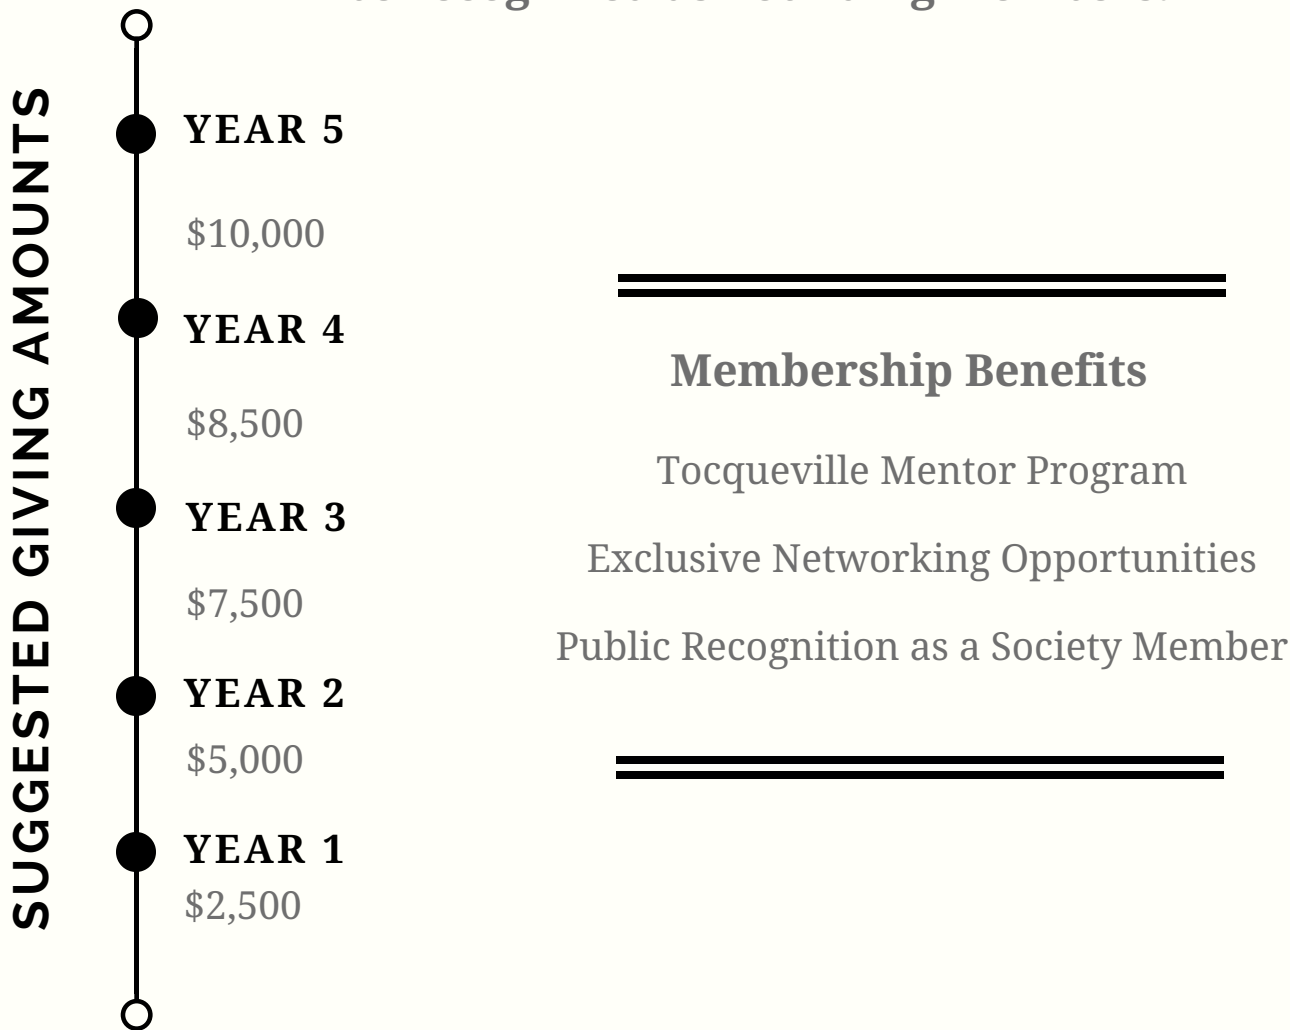 SUGGESTED GIVING AMOUNTS
YEAR 5
$10,000
YEAR 4
$8,500
YEAR 3
$7,500
YEAR 2
$5,000
YEAR 1
$2,500
Membership Benefits
Tocqueville Mentor Program
Exclusive Networking Opportunities
Public Recognition as a Society Member